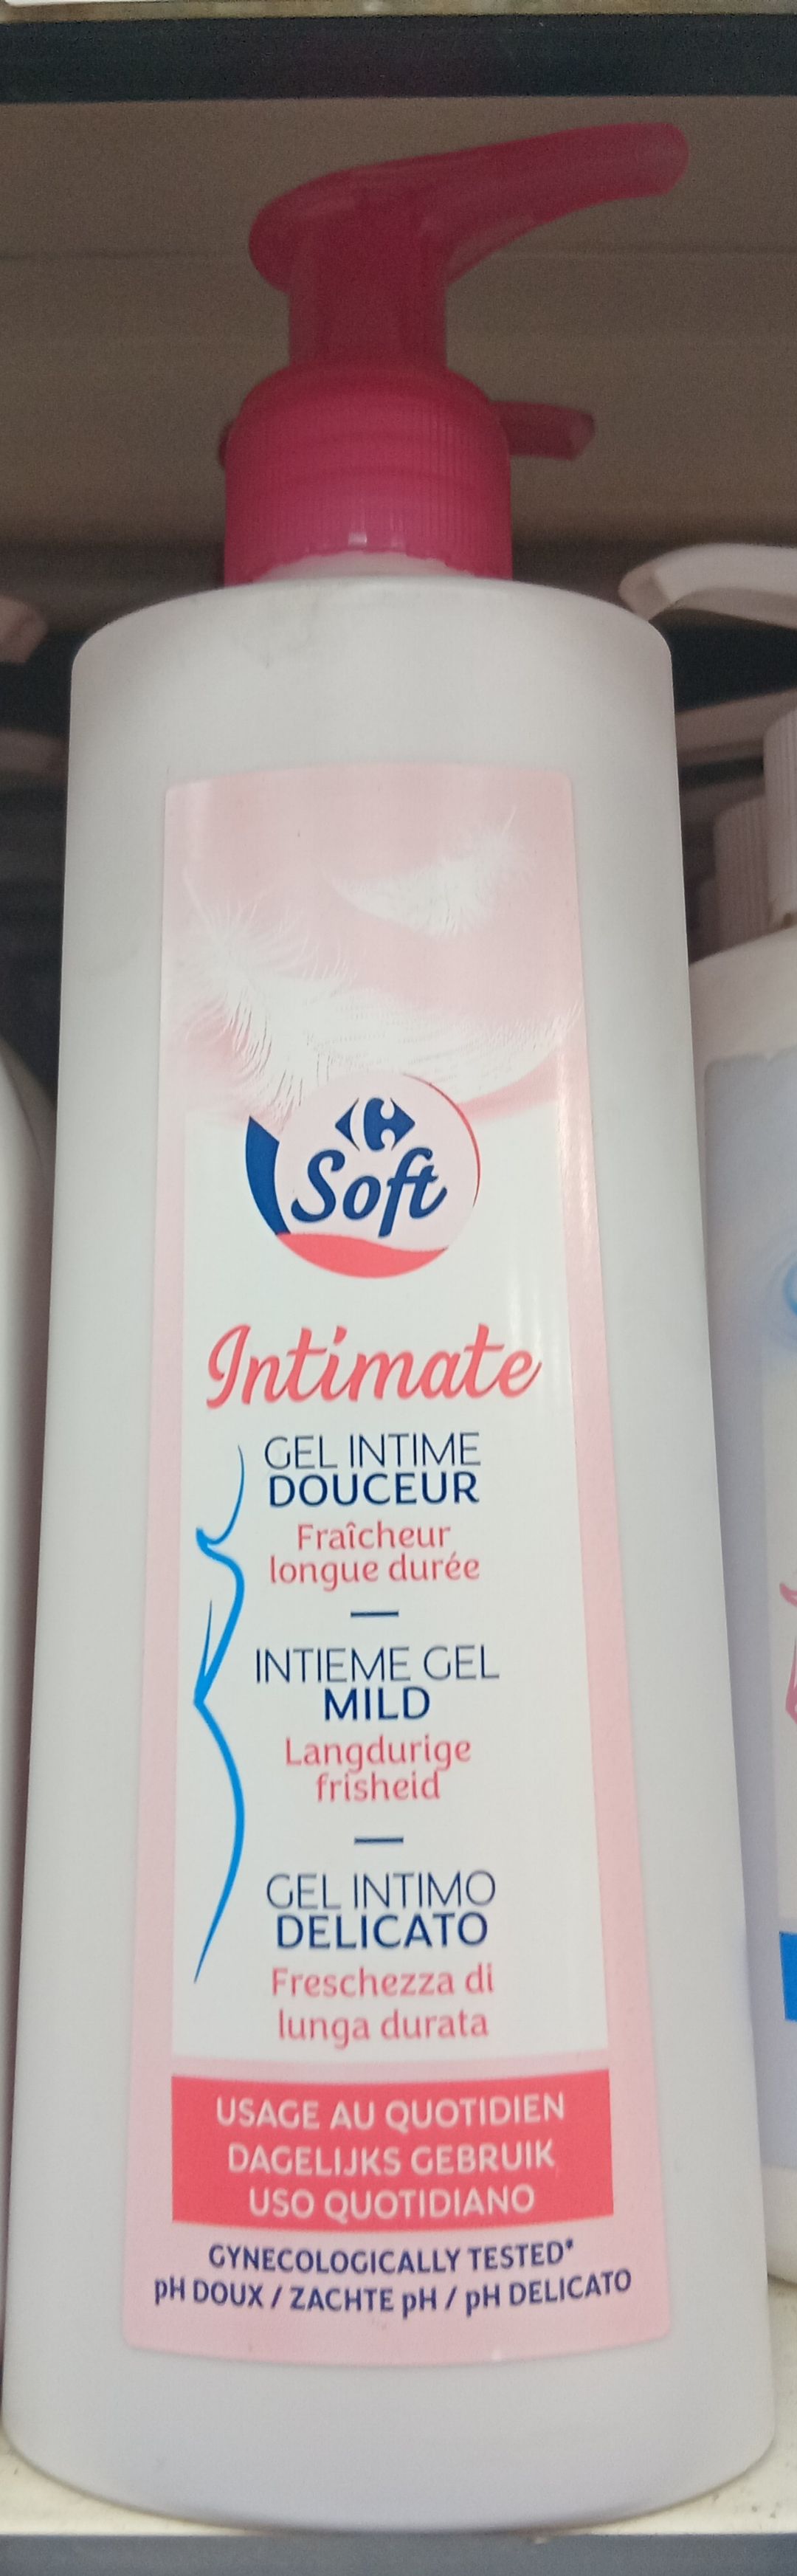 Soft
Intimate
GEL INTIME
DOUCEUR
Fraîcheur
longue durée
INTIEME GEL
MILD
Langdurige
frisheid
GEL INTIMO
DELICATO
Freschezza di
lunga durata
USAGE AU QUOTIDIEN
DAGELIJKS GEBRUIK
USO QUOTIDIANO
GYNECOLOGICALLY TESTED*
pH DOUX / ZACHTE pH / pH DELICATO